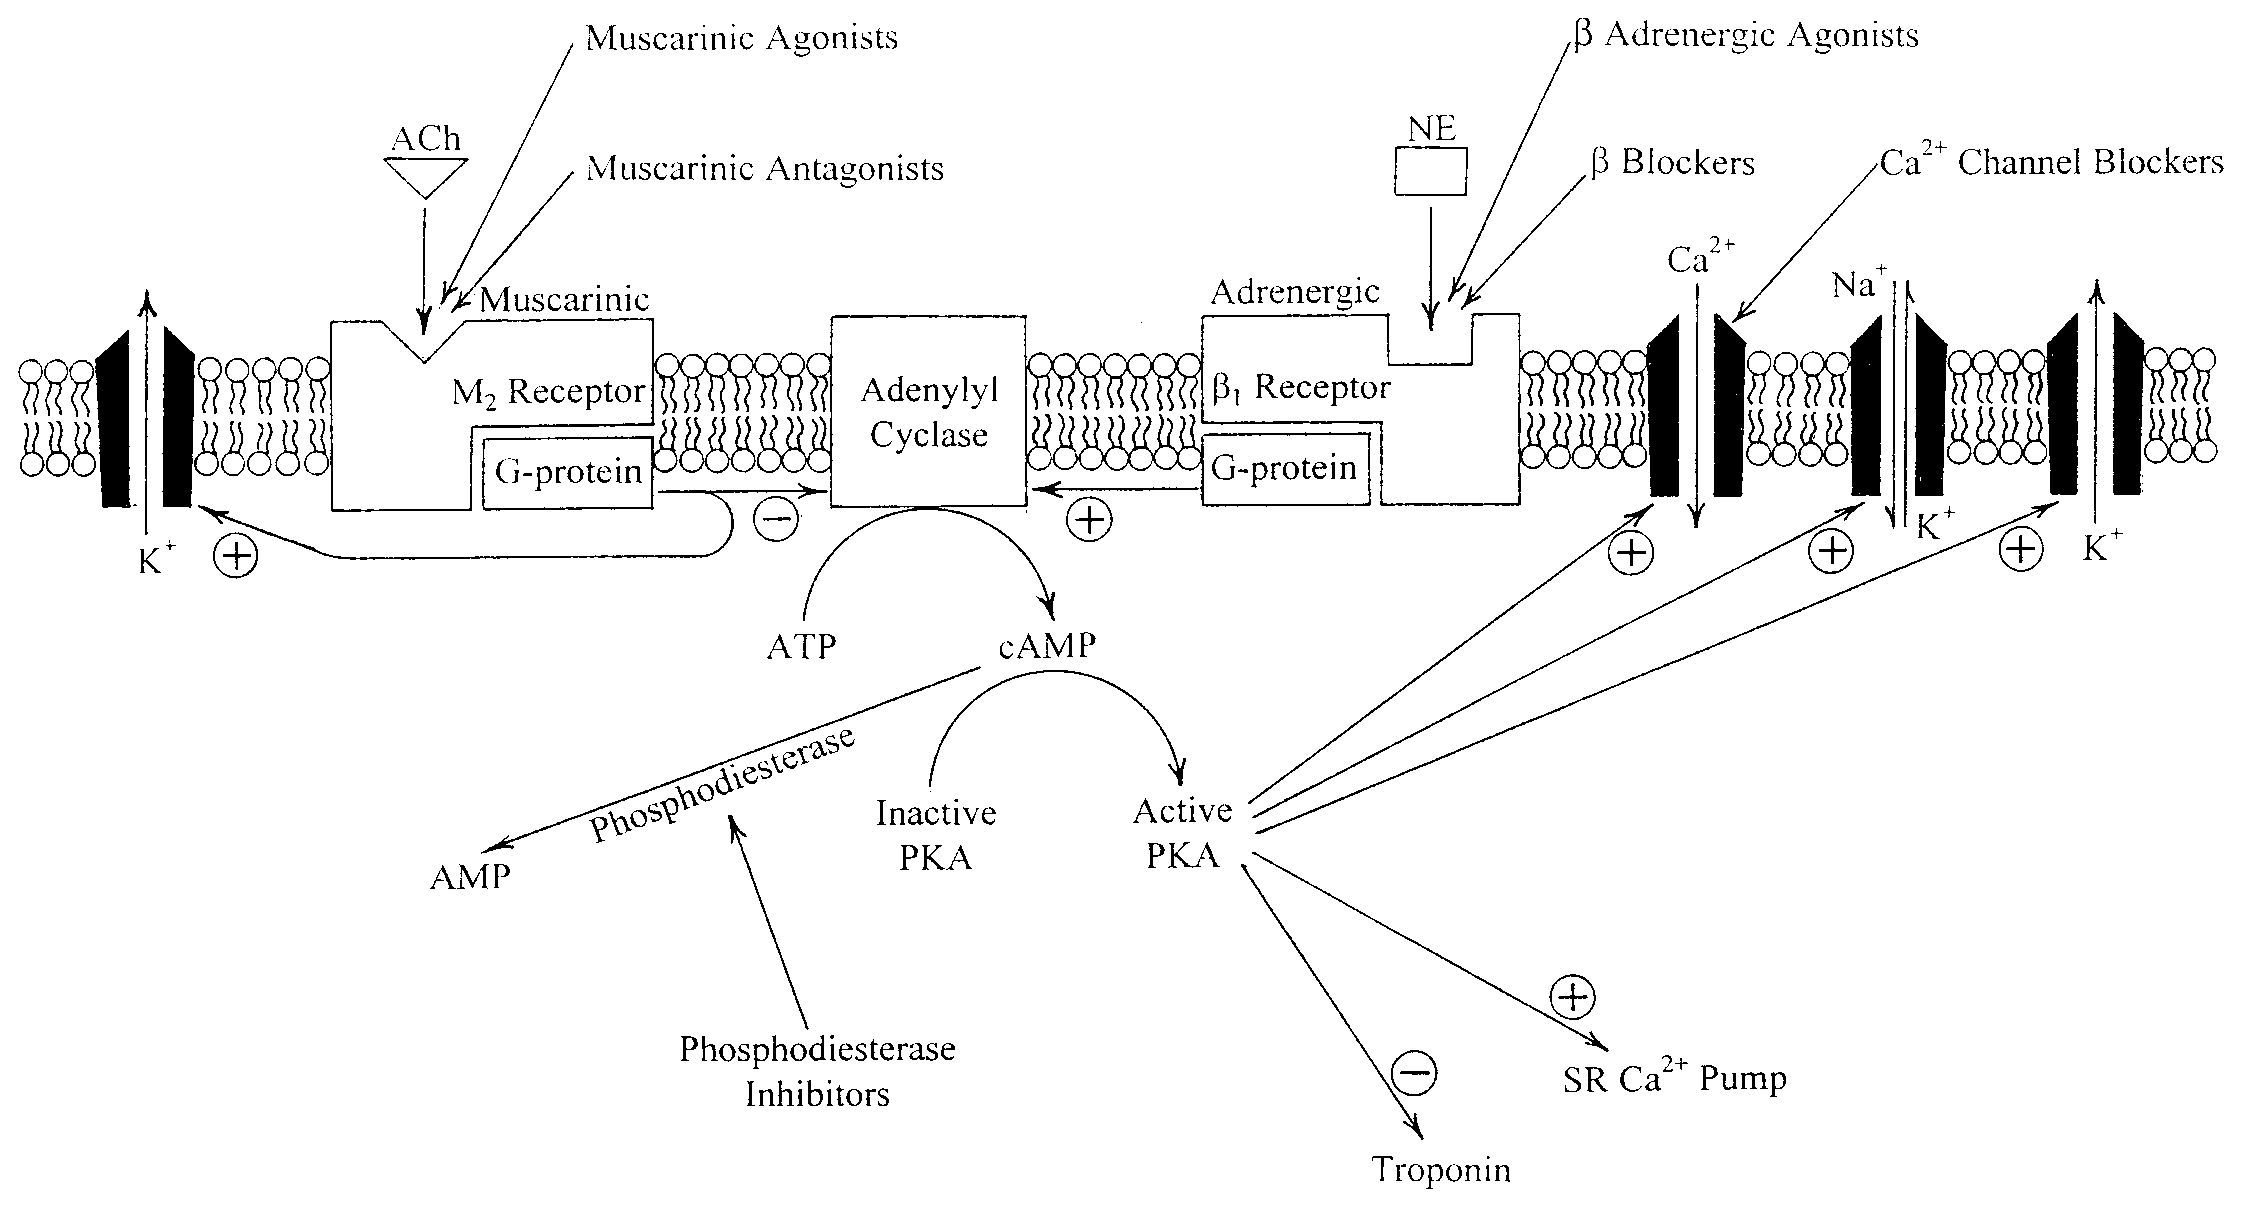 Muscarinic Agonists
β Adrenergic Agonists
ACh
NE
Muscarinic Antagonists
β Blockers
Ca²⁺ Channel Blockers
Ca²⁺
Na⁺
Muscarinic
Adrenergic
M₂ Receptor
Adenylyl
Cyclase
β₁ Receptor
G-protein
G-protein
−
+
K⁺
+
+
+
K⁺
+
K⁺
ATP
cAMP
Phosphodiesterase
AMP
Inactive
PKA
Active
PKA
+
Phosphodiesterase
Inhibitors
−
SR Ca²⁺ Pump
Troponin